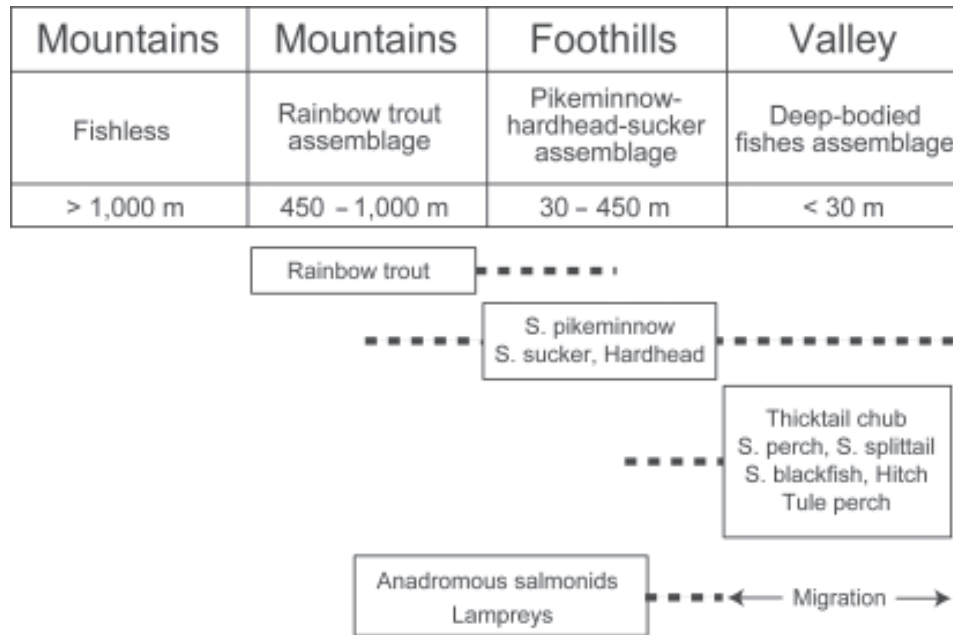 Mountains Mountains Foothills Valley
Fishless
Rainbow trout
assemblage
Pikeminnow-
hardhead-sucker
assemblage
Deep-bodied
fishes assemblage
> 1,000 m 450 – 1,000 m 30 – 450 m < 30 m
Rainbow trout
S. pikeminnow
S. sucker, Hardhead
Thicktail chub
S. perch, S. splittail
S. blackfish, Hitch
Tule perch
Anadromous salmonids
Lampreys
Migration